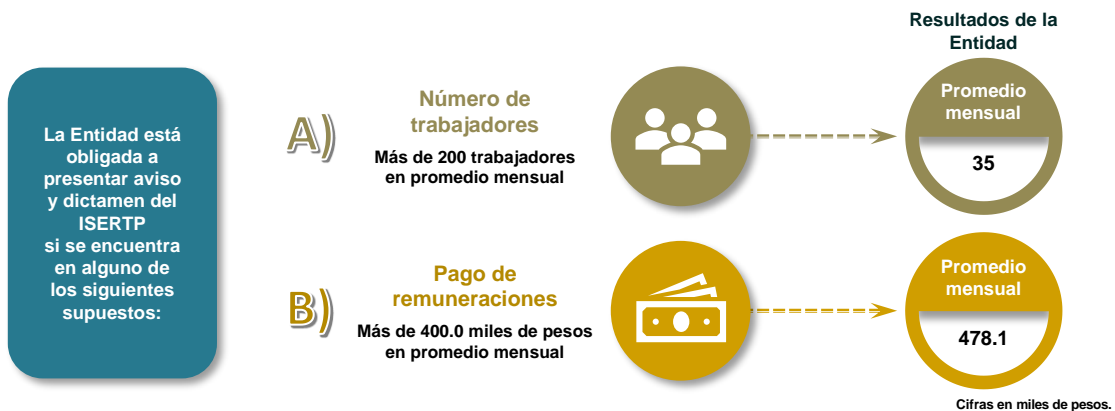 Resultados de la
Entidad
La Entidad está
obligada a
presentar aviso
y dictamen del
ISERTP
si se encuentra
en alguno de
los siguientes
supuestos:
A)
Número de
trabajadores
Más de 200 trabajadores
en promedio mensual
Promedio
mensual
35
B)
Pago de
remuneraciones
Más de 400.0 miles de pesos
en promedio mensual
Promedio
mensual
478.1
Cifras en miles de pesos.